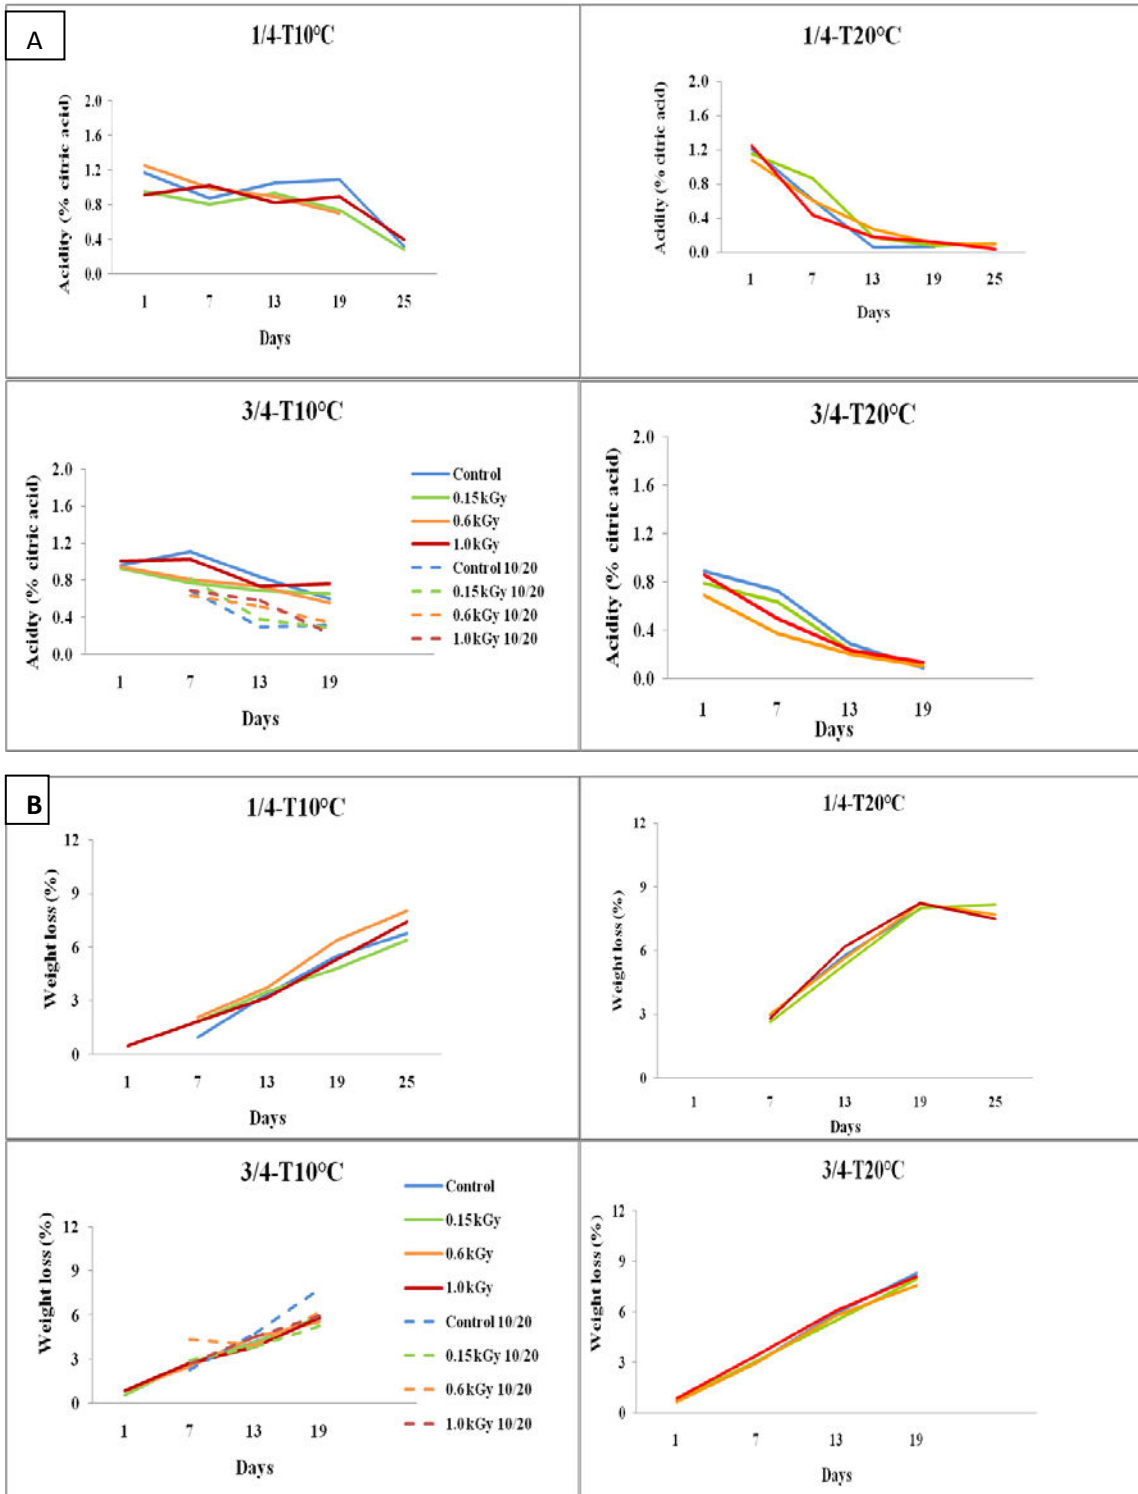 A
1/4-T10°C
Acidity (% citric acid)
2.0
1.6
1.2
0.8
0.4
0.0
1 7 13 19 25
Days
1/4-T20°C
Acidity (% citric acid)
2.0
1.6
1.2
0.8
0.4
0.0
1 7 13 19 25
Days
3/4-T10°C
Acidty (% citric acid)
2.0
1.6
1.2
0.8
0.4
0.0
1 7 13 19
Days
Control
0.15kGy
0.6kGy
1.0kGy
Control 10/20
0.15kGy 10/20
0.6kGy 10/20
1.0kGy 10/20
3/4-T20°C
Acidity (% citric acid)
2.0
1.6
1.2
0.8
0.4
0.0
1 7 13 19
Days
B
1/4-T10°C
Weight loss (%)
12
9
6
3
0
1 7 13 19 25
Days
1/4-T20°C
Weight loss (%)
12
9
6
3
0
1 7 13 19 25
Days
3/4-T10°C
Weight loss (%)
12
9
6
3
0
1 7 13 19
Days
Control
0.15kGy
0.6kGy
1.0kGy
Control 10/20
0.15kGy 10/20
0.6kGy 10/20
1.0kGy 10/20
3/4-T20°C
Weight loss (%)
12
9
6
3
0
1 7 13 19
Days